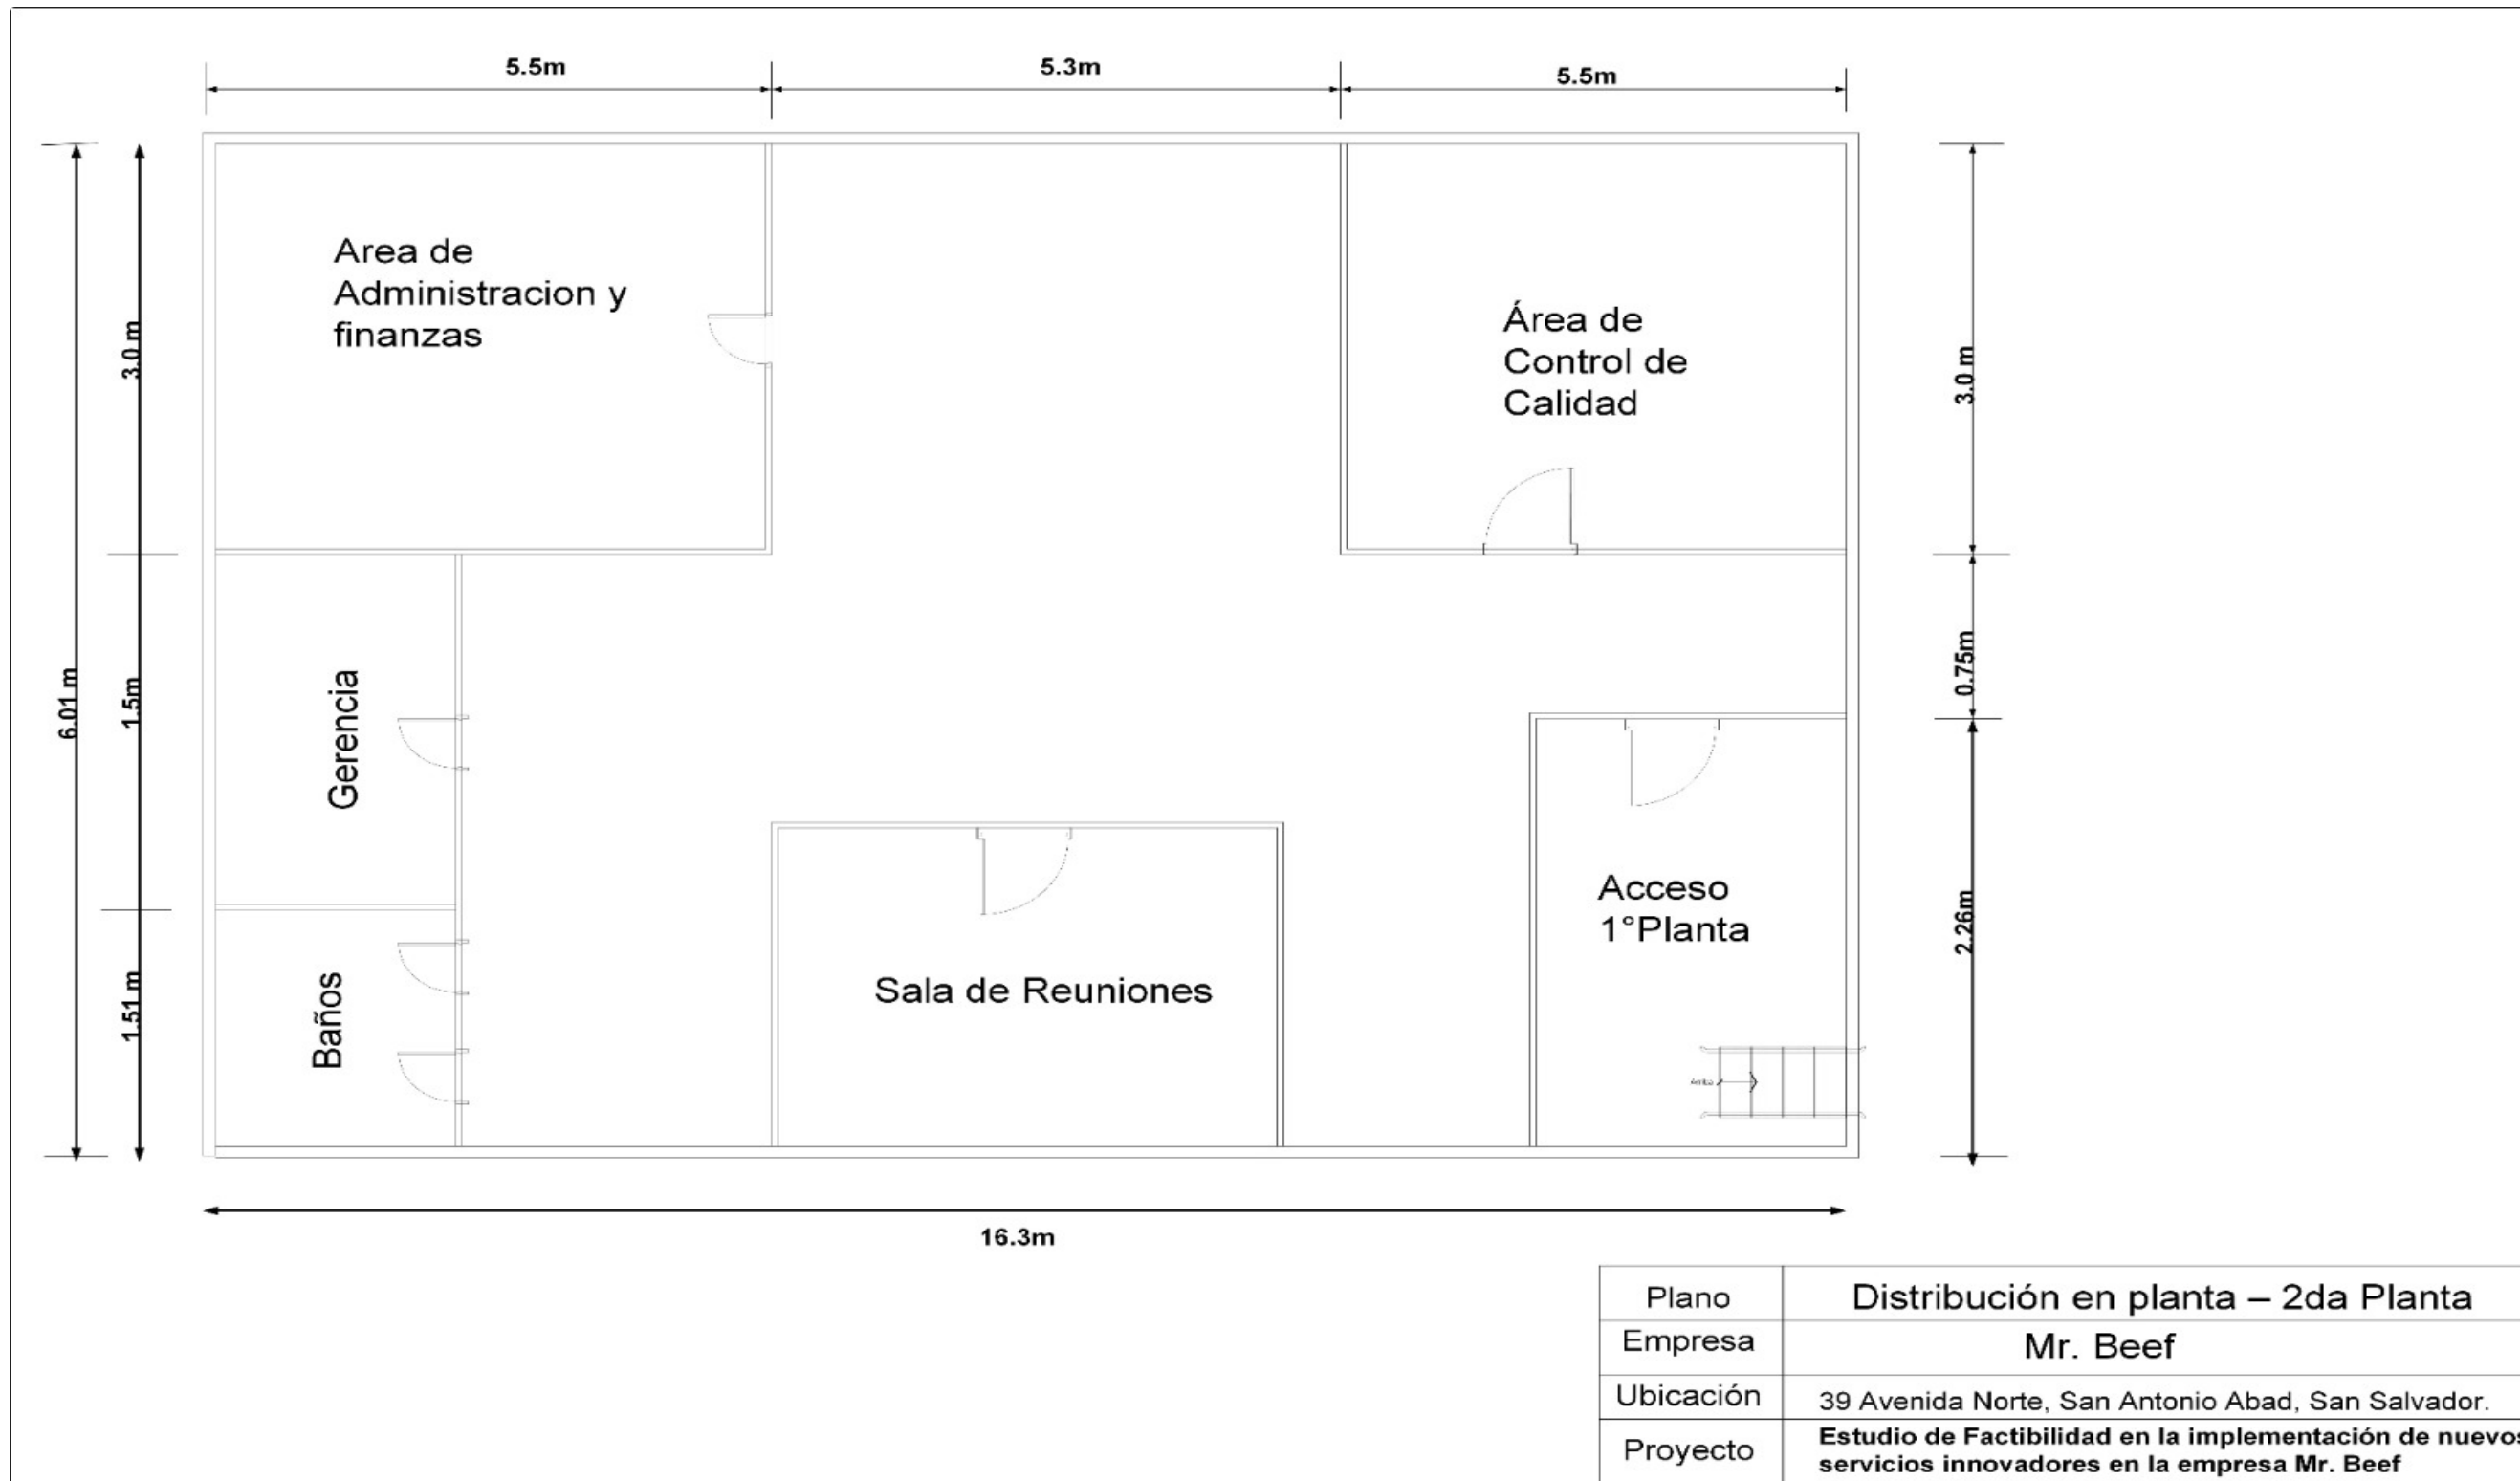 5.5m
5.3m
5.5m
Area de
Administracion y
finanzas
Área de
Control de
Calidad
3.0 m
3.0 m
6.01 m
1.5m
0.75m
Gerencia
Acceso
1°Planta
2.26m
Sala de Reuniones
Baños
1.51 m
16.3m
Plano
Distribución en planta – 2da Planta
Empresa
Mr. Beef
Ubicación
39 Avenida Norte, San Antonio Abad, San Salvador.
Proyecto
Estudio de Factibilidad en la implementación de nuevos
servicios innovadores en la empresa Mr. Beef